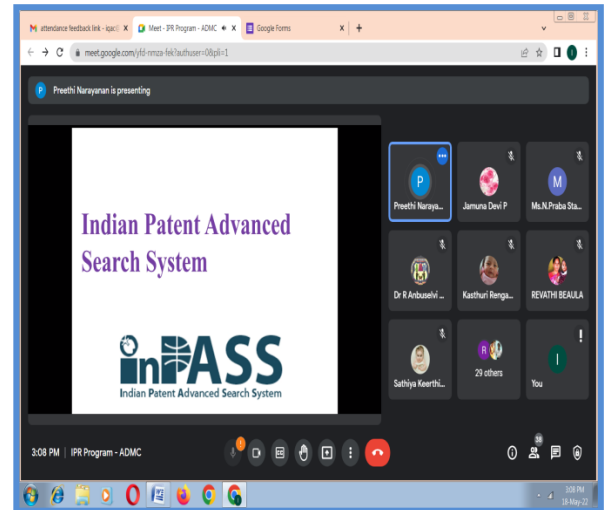 attendance feedback link - iqac@
Meet - IPR Program - ADMC
Google Forms
meet.google.com/yfd-nmza-fek?authuser=0&pli=1
P Preethi Narayanan is presenting
Indian Patent Advanced
Search System
inPASS
Indian Patent Advanced Search System
P
Preethi Naraya...
Jamuna Devi P
M
Ms.N.Praba Sta...
Dr R Anbuselvi ...
Kasthuri Renga...
REVATHI BEAULA
Sathiya Keerthi...
R
29 others
I
You
3:08 PM | IPR Program - ADMC
38
3:08 PM
18-May-22